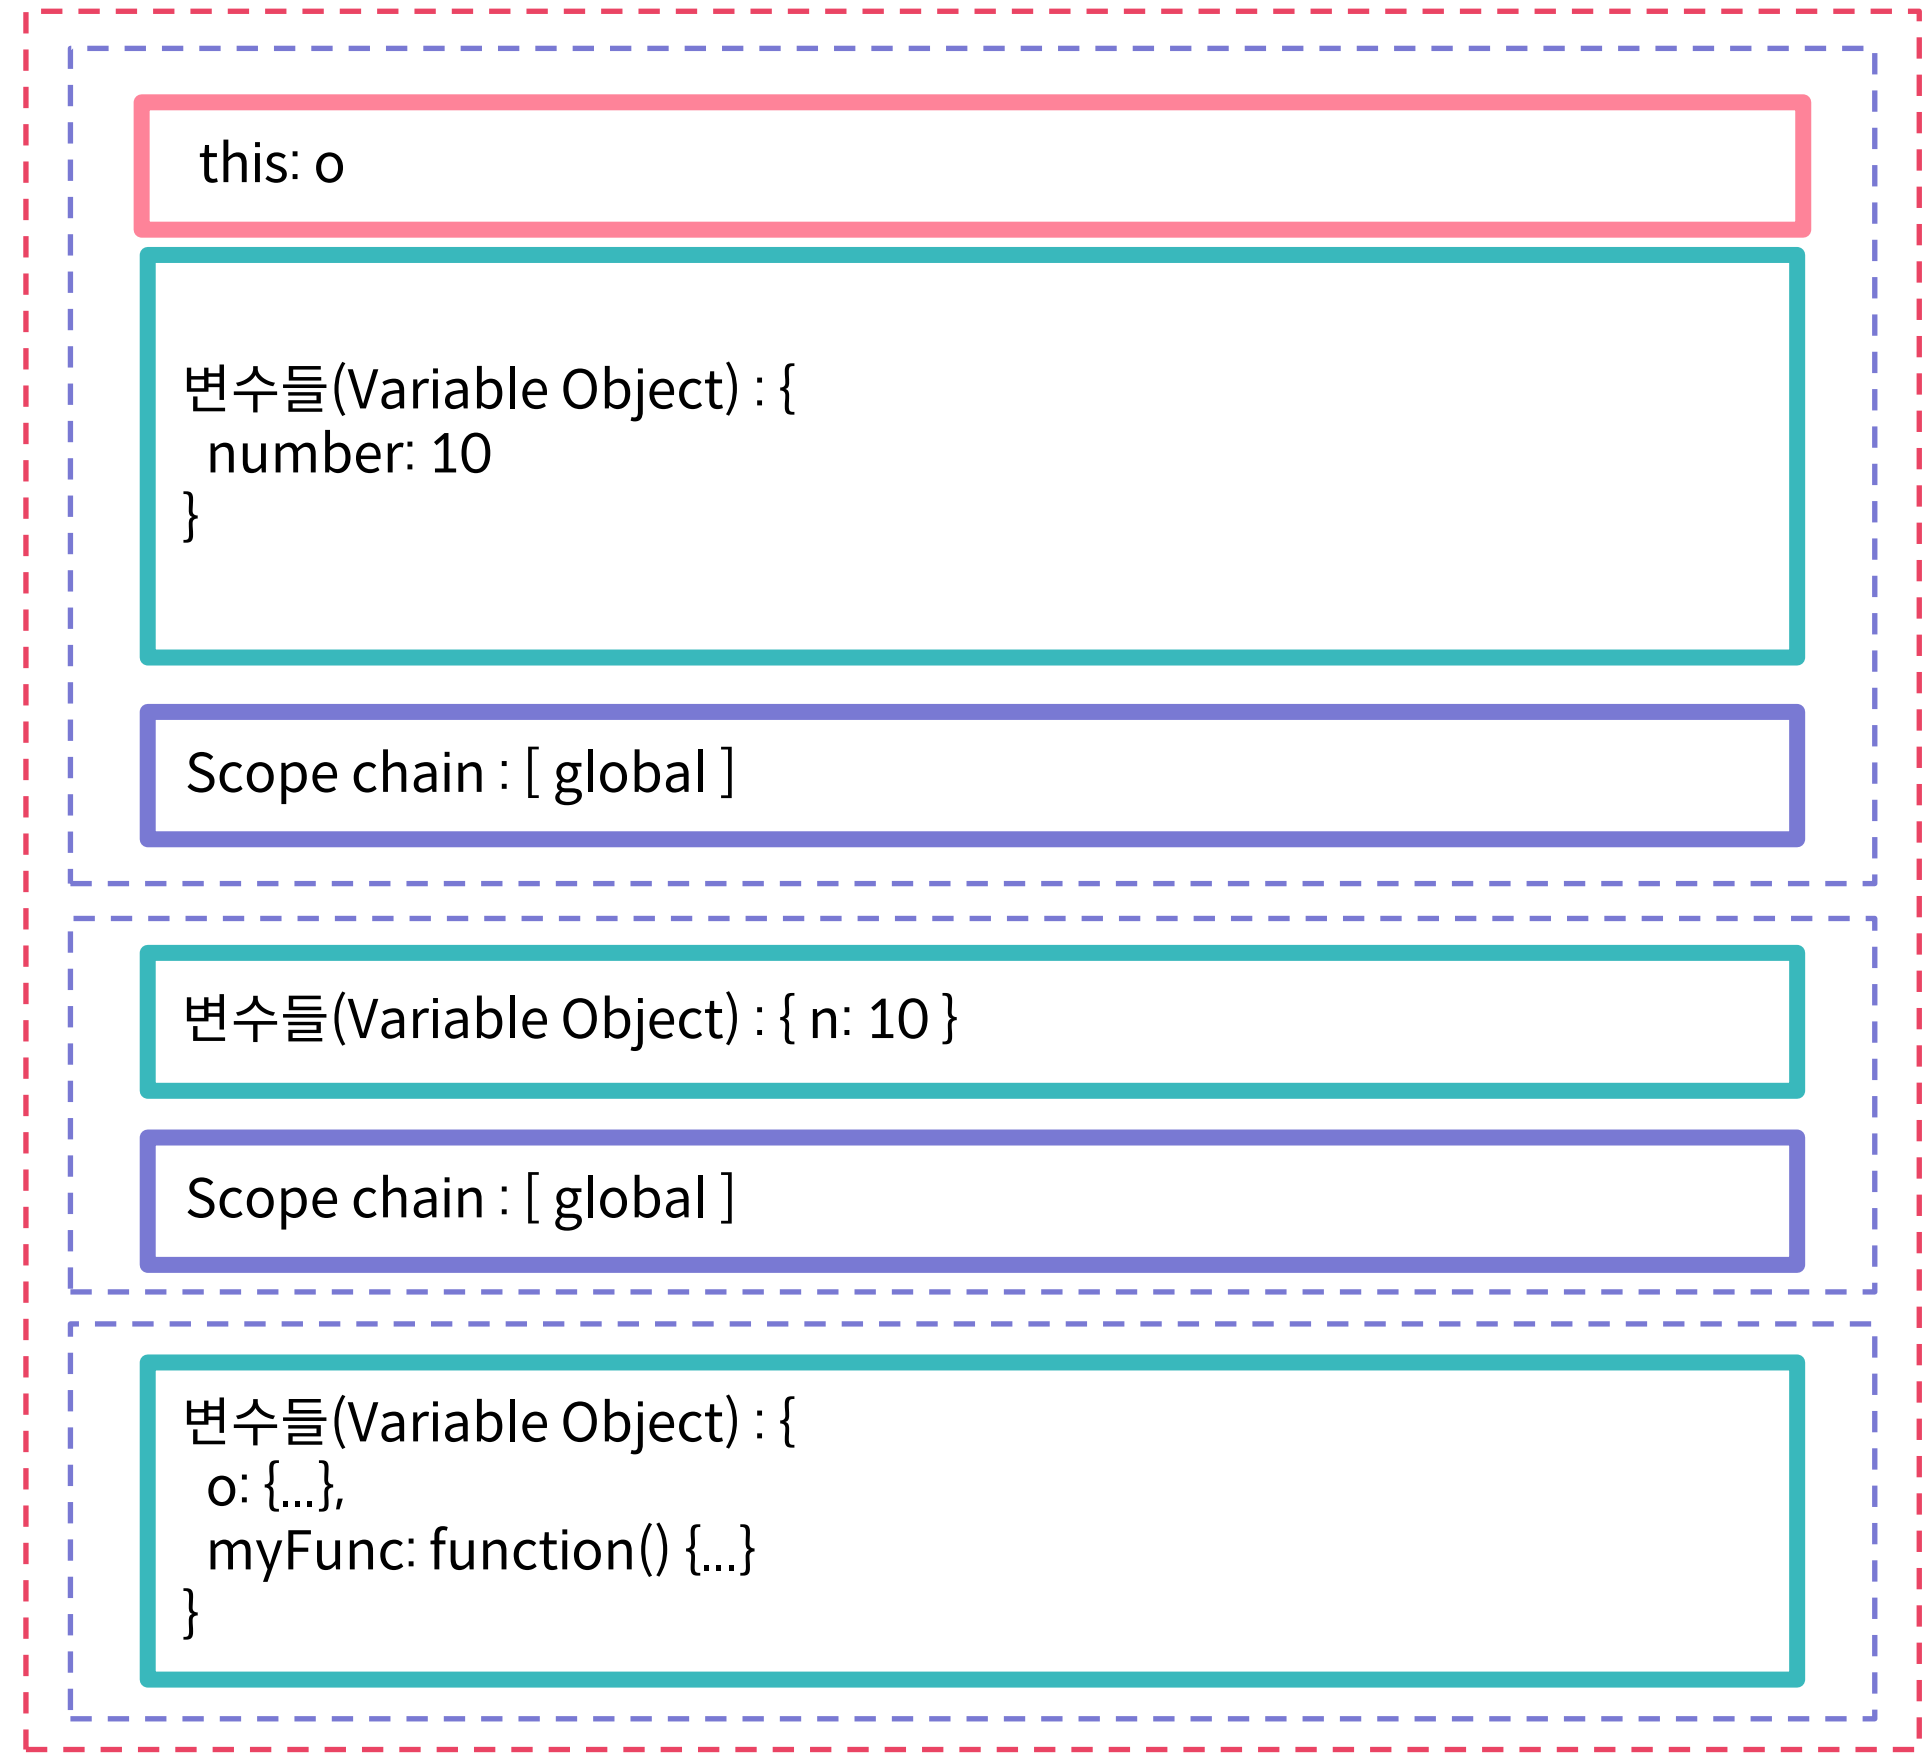 this: o
변수들(Variable Object) : {
number: 10
}
Scope chain : [ global ]
변수들(Variable Object) : { n: 10 }
Scope chain : [ global ]
변수들(Variable Object) : {
o: {...},
myFunc: function() {...}
}